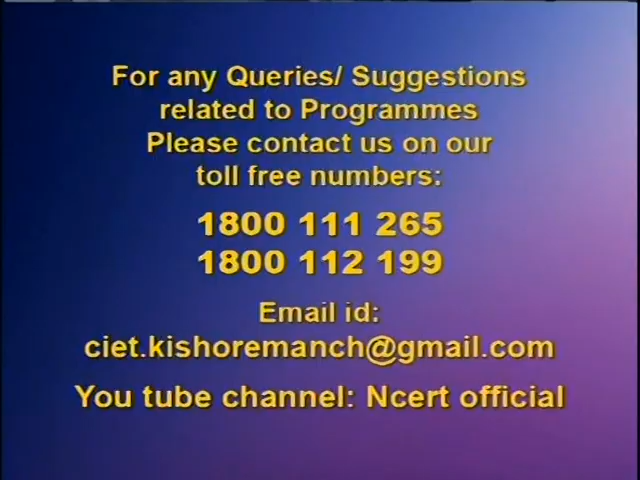 For any Queries/ Suggestions
related to Programmes
Please contact us on our
toll free numbers:
1800 111 265
1800 112 199
Email id:
ciet.kishoremanch@gmail.com
You tube channel: Ncert official